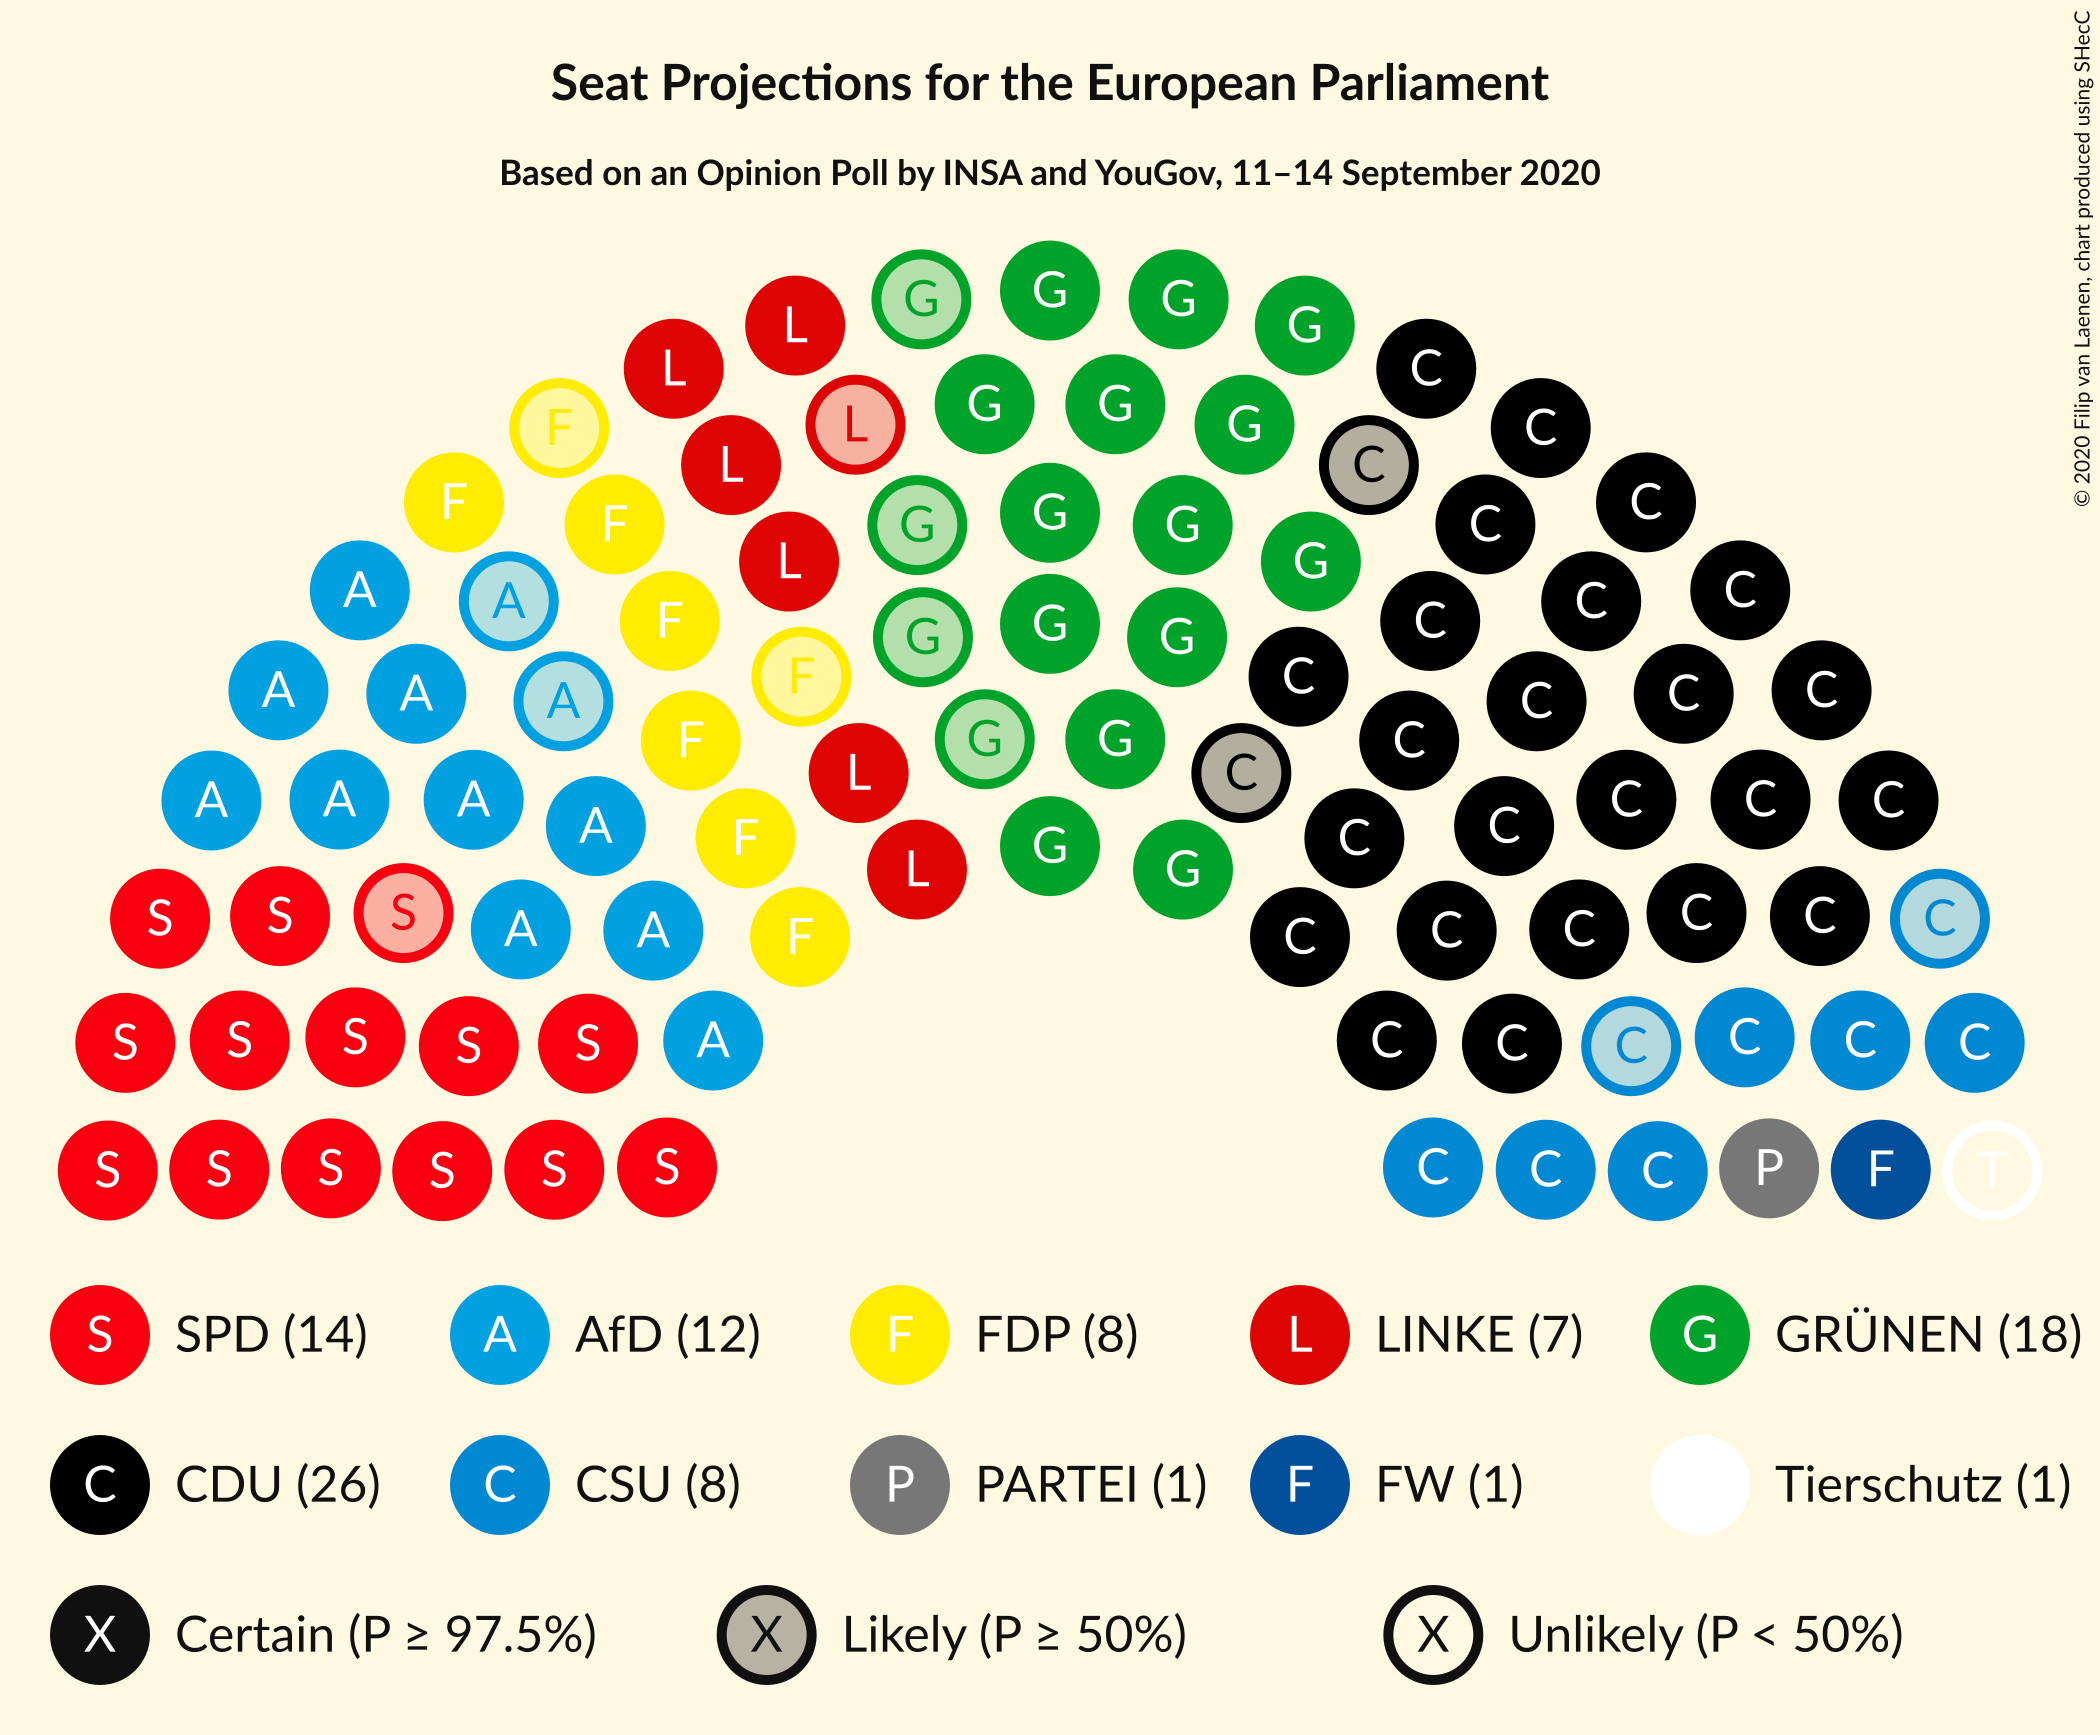 Seat Projections for the European Parliament
Based on an Opinion Poll by INSA and YouGov, 11–14 September 2020
© 2020 Filip van Laenen, chart produced using SHecC
G G G G
L L C C
F G G G L C C
F L C C
F G G G G C
A A L C C C
F G G G C
A A A F C C C C
F G G C C
A A A A F L C C C C C
L G G
S S S A A F C C C C C C
S S S S S A C C C C C C
S S S S S S C C C P F T
S SPD (14) A AfD (12) F FDP (8) L LINKE (7) G GRÜNEN (18)
C CDU (26) C CSU (8) P PARTEI (1) F FW (1) Tierschutz (1)
X Certain (P ≥ 97.5%) X Likely (P ≥ 50%) X Unlikely (P < 50%)